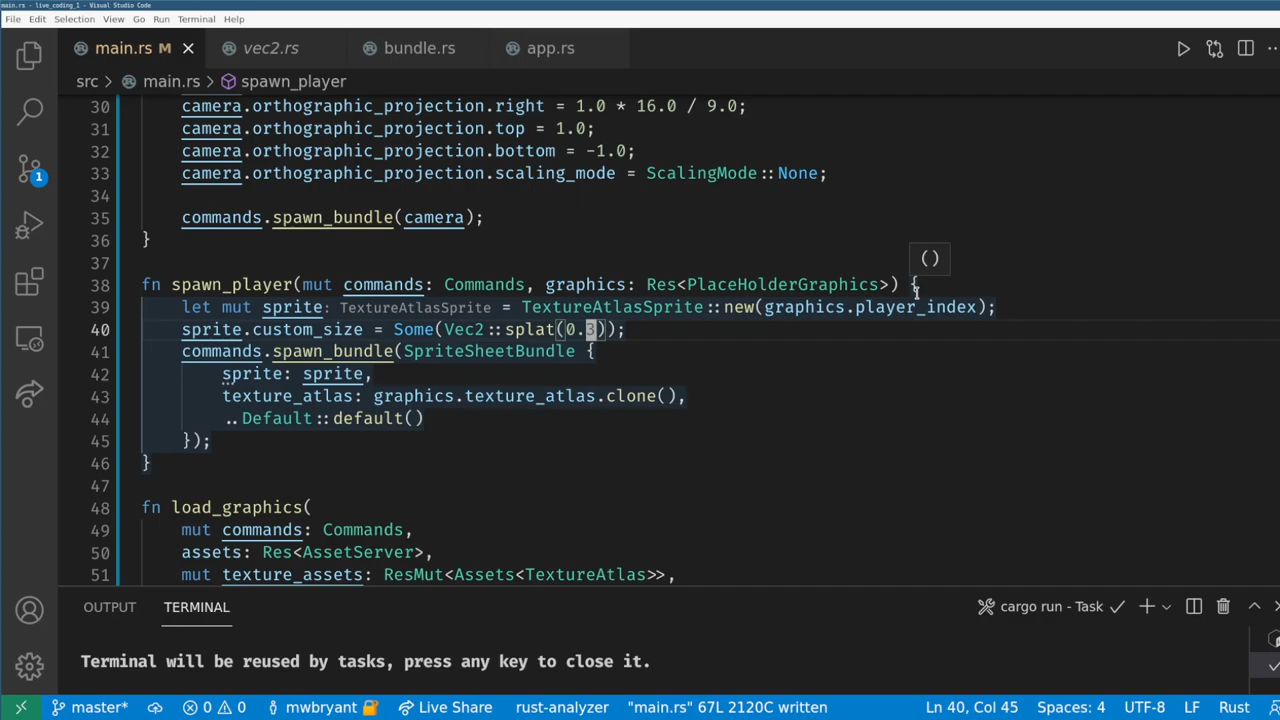 main.rs - live_coding_1 - Visual Studio Code
File Edit Selection View Go Run Terminal Help
main.rs M vec2.rs bundle.rs app.rs
src > main.rs > spawn_player
30 camera.orthographic_projection.right = 1.0 * 16.0 / 9.0;
31 camera.orthographic_projection.top = 1.0;
32 camera.orthographic_projection.bottom = -1.0;
33 camera.orthographic_projection.scaling_mode = ScalingMode::None;
34
35 commands.spawn_bundle(camera);
36 }
()
37
38 fn spawn_player(mut commands: Commands, graphics: Res<PlaceHolderGraphics>) {
39 let mut sprite: TextureAtlasSprite = TextureAtlasSprite::new(graphics.player_index);
40 sprite.custom_size = Some(Vec2::splat(0.3));
41 commands.spawn_bundle(SpriteSheetBundle {
42 sprite: sprite,
43 texture_atlas: graphics.texture_atlas.clone(),
44 ..Default::default()
45 });
46 }
47
48 fn load_graphics(
49 mut commands: Commands,
50 assets: Res<AssetServer>,
51 mut texture_assets: ResMut<Assets<TextureAtlas>>,
1
OUTPUT TERMINAL cargo run - Task
Terminal will be reused by tasks, press any key to close it.
master* 0 0 mwbryant Live Share rust-analyzer "main.rs" 67L 2120C written Ln 40, Col 45 Spaces: 4 UTF-8 LF Rust